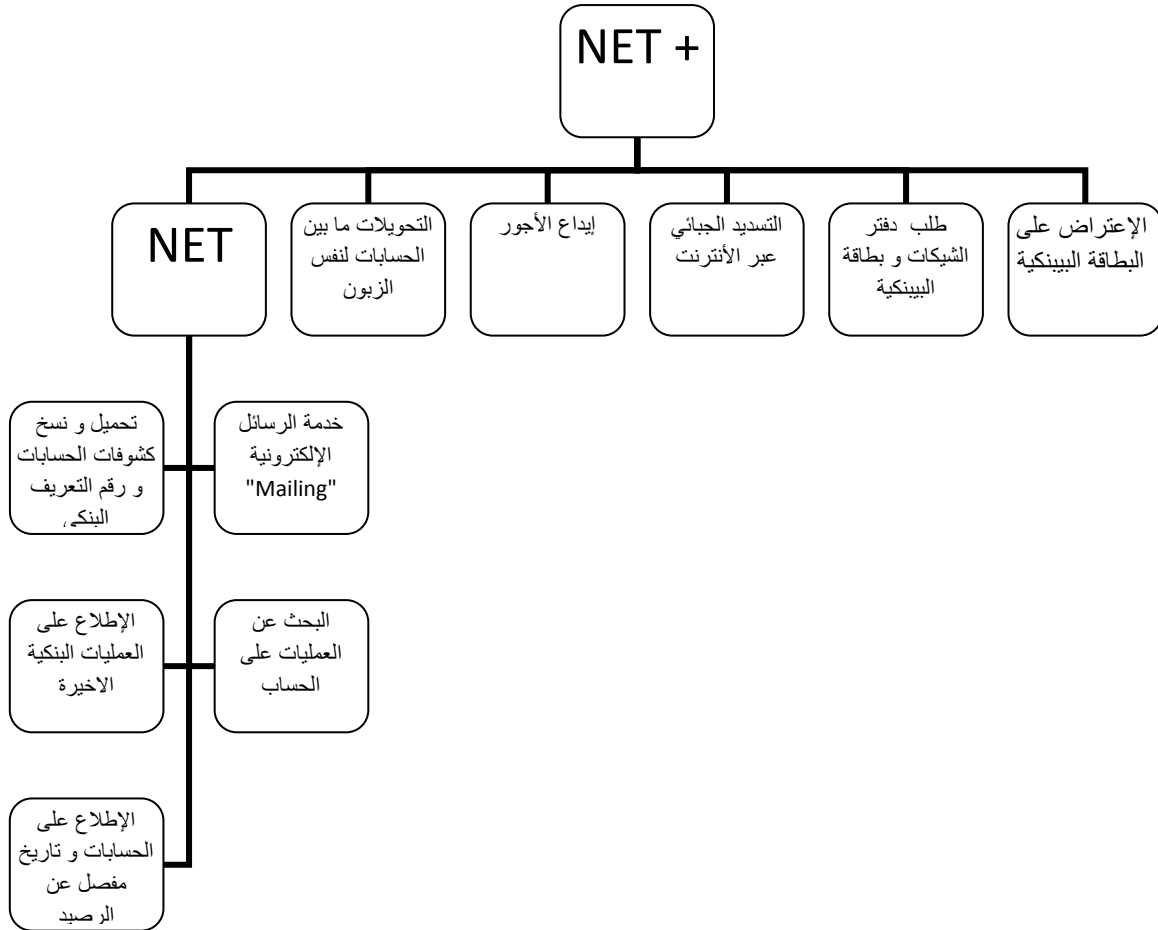 NET +
الإعتراض على
البطاقة البيبنكية
طلب دفتر
الشيكات و بطاقة
البيبنكية
التسديد الجبائي
عبر الأنترنت
إيداع الأجور
التحويلات ما بين
الحسابات لنفس
الزبون
NET
خدمة الرسائل
الإلكترونية
"Mailing"
تحميل و نسخ
كشوفات الحسابات
و رقم التعريف
البنكي
البحث عن
العمليات على
الحساب
الإطلاع على
العمليات البنكية
الاخيرة
الإطلاع على
الحسابات و تاريخ
مفصل عن
الرصيد